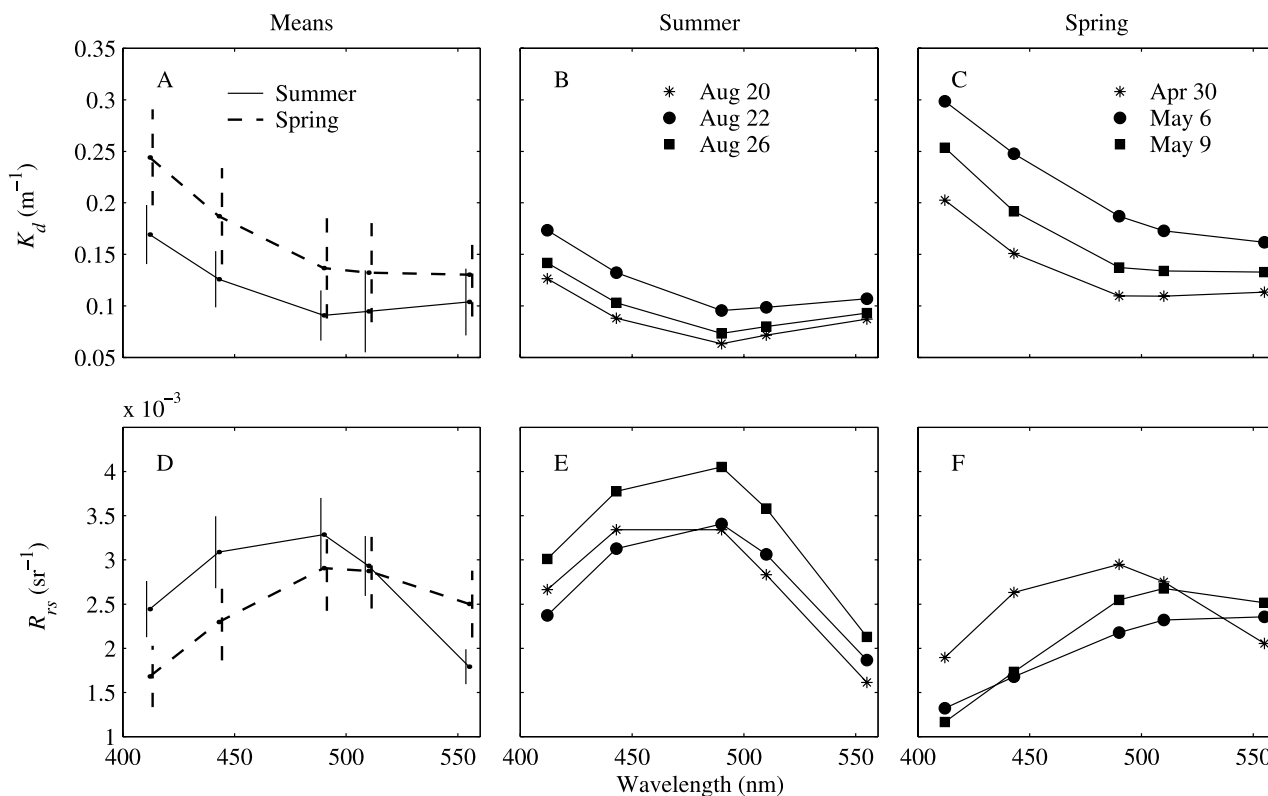 Means
Summer
Spring
0.35
0.3
0.25
0.2
0.15
0.1
0.05
K_d (m⁻¹)
A
Summer
Spring
B
Aug 20
Aug 22
Aug 26
C
Apr 30
May 6
May 9
x 10⁻³
4
3.5
3
2.5
2
1.5
1
R_rs (sr⁻¹)
D
E
F
400 450 500 550
400 450 500 550
400 450 500 550
Wavelength (nm)